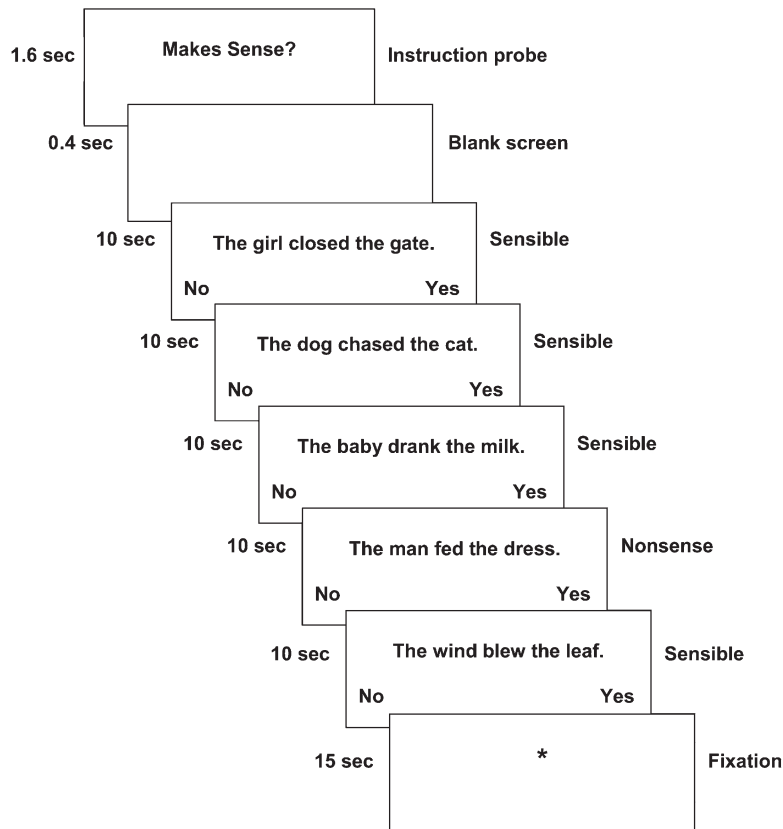 1.6 sec
Makes Sense?
Instruction probe
0.4 sec
Blank screen
10 sec
The girl closed the gate.
Sensible
No
Yes
10 sec
The dog chased the cat.
Sensible
No
Yes
10 sec
The baby drank the milk.
Sensible
No
Yes
10 sec
The man fed the dress.
Nonsense
No
Yes
10 sec
The wind blew the leaf.
Sensible
No
Yes
15 sec
*
Fixation